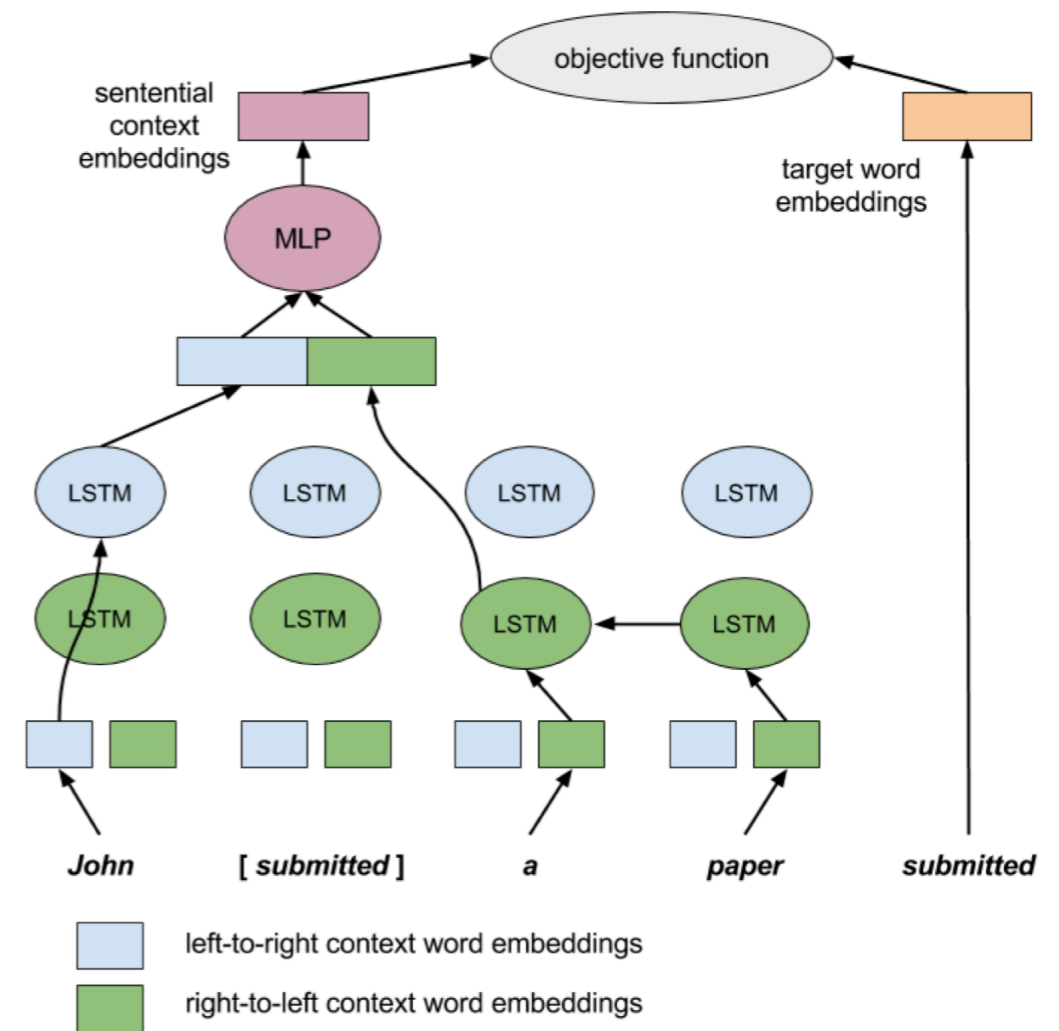 objective function
sentential
context
embeddings
target word
embeddings
MLP
LSTM LSTM LSTM LSTM
LSTM LSTM LSTM LSTM
John [ submitted ] a paper submitted
left-to-right context word embeddings
right-to-left context word embeddings